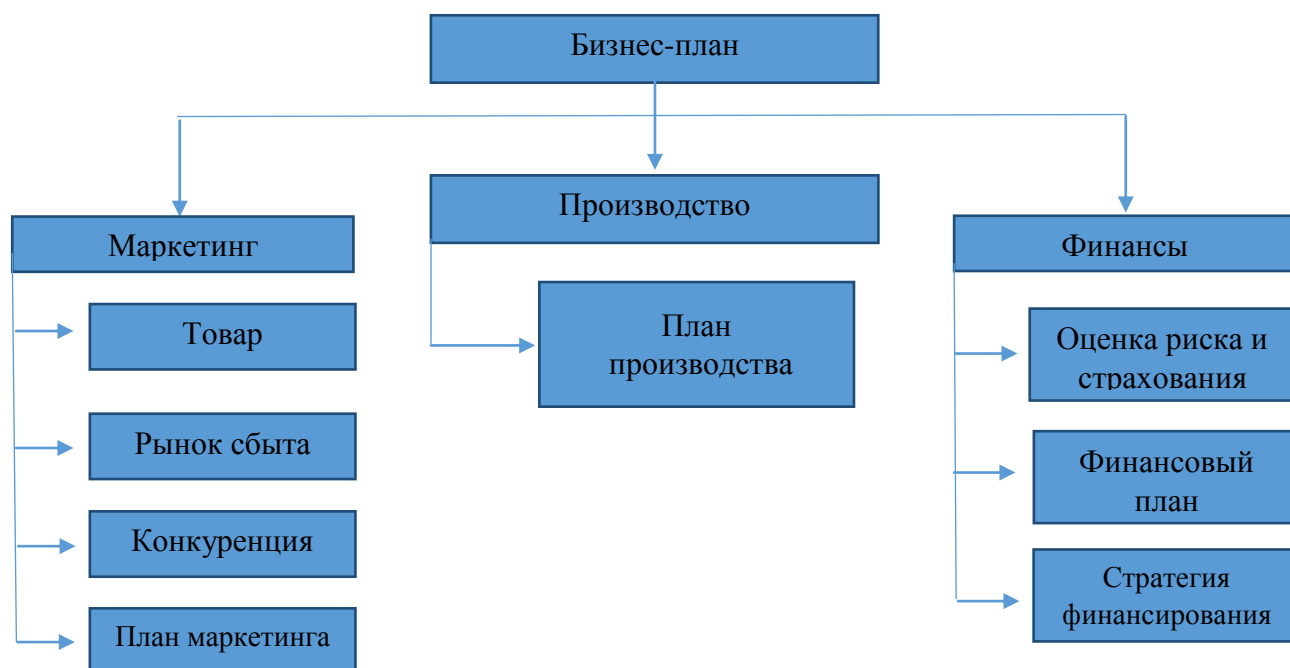 Бизнес-план
Маркетинг
Товар
Рынок сбыта
Конкуренция
План маркетинга
Производство
План
производства
Финансы
Оценка риска и
страхования
Финансовый
план
Стратегия
финансирования